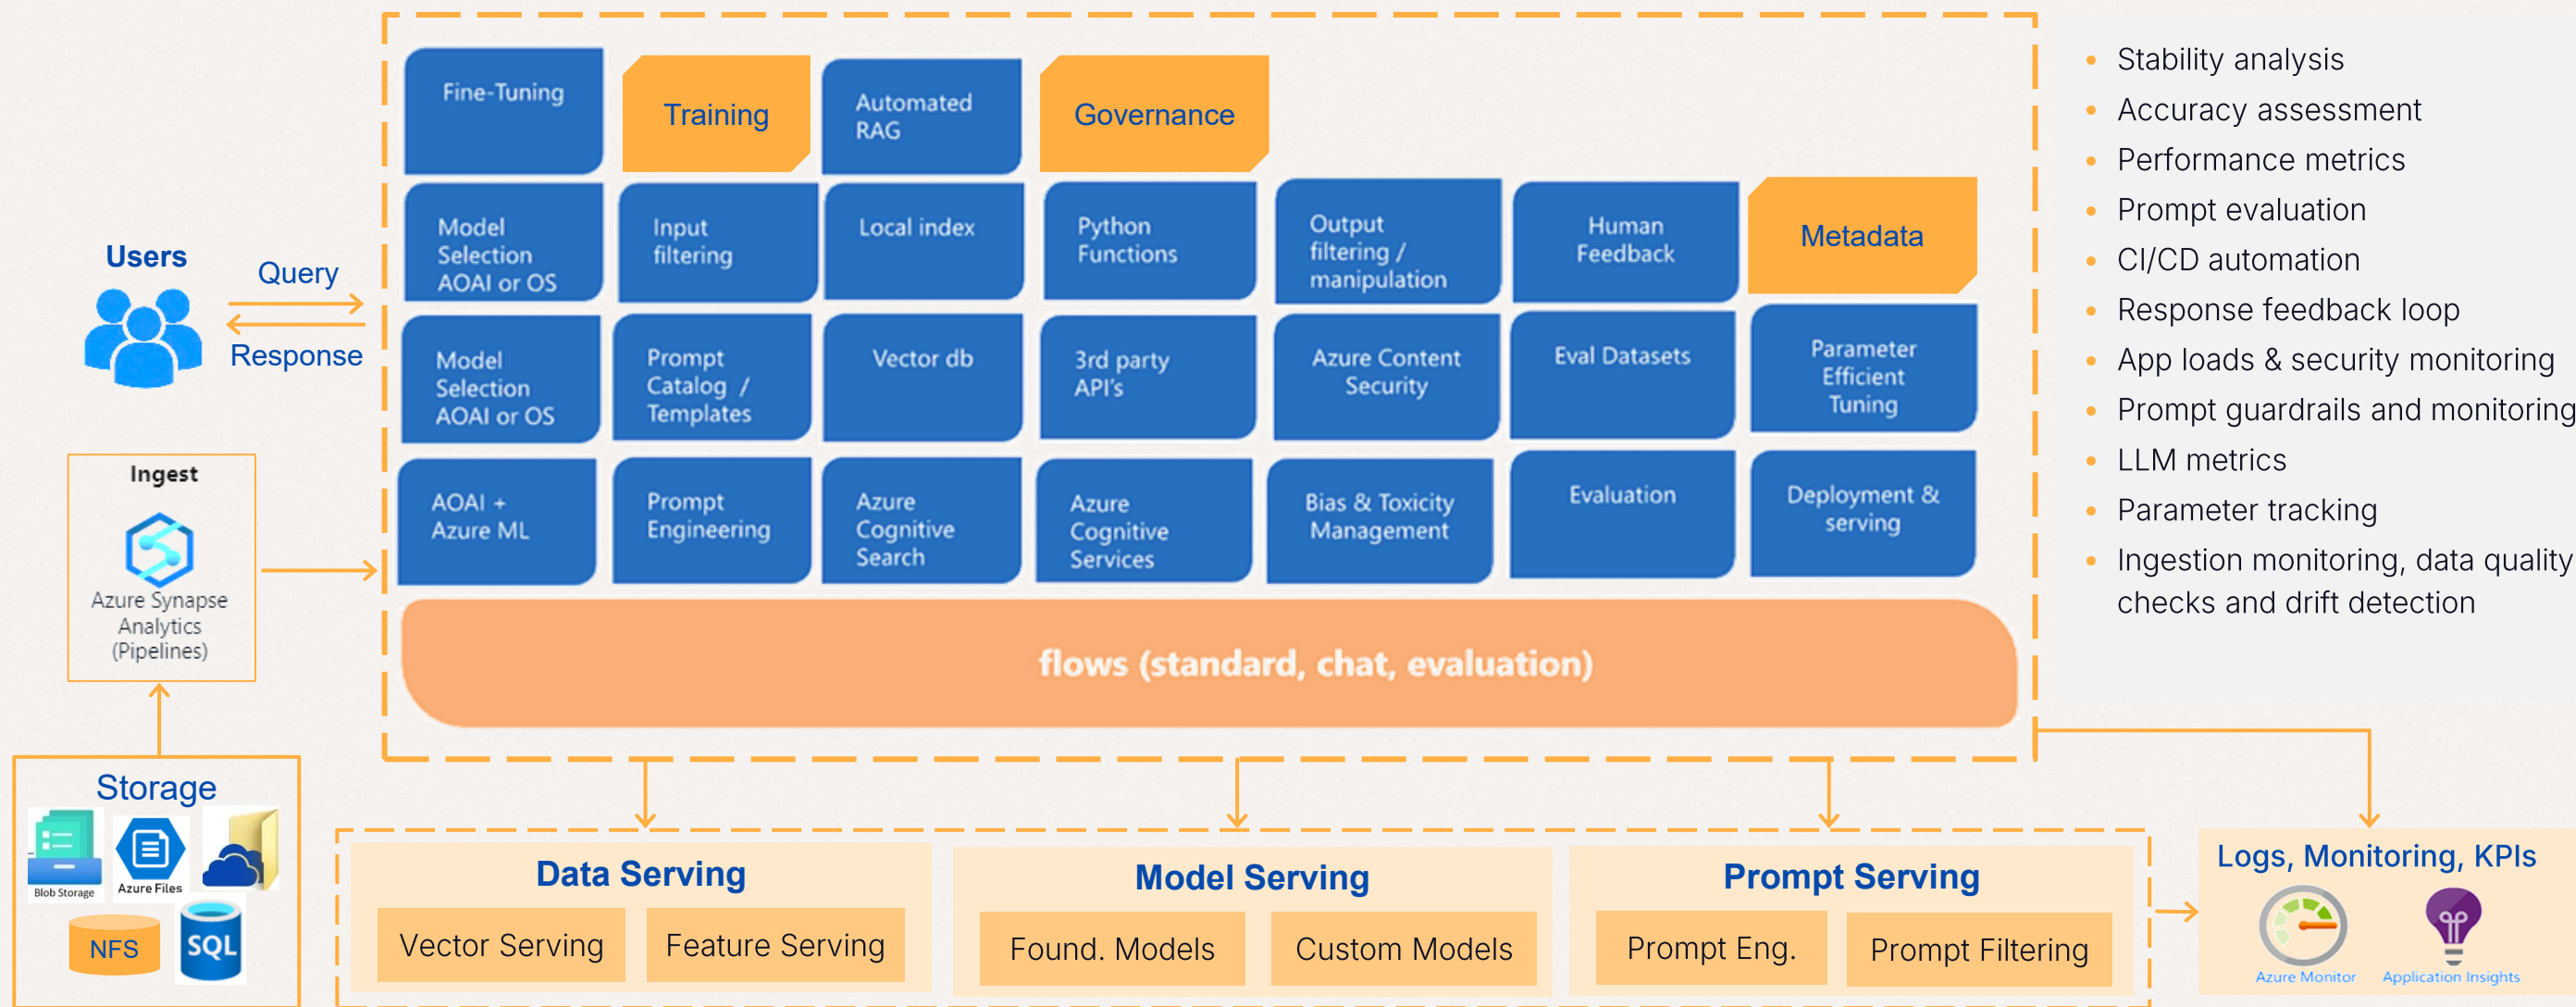 Fine-Tuning
Training
Automated
RAG
Governance
Model
Selection
AOAI or OS
Input
filtering
Local index
Python
Functions
Output
filtering /
manipulation
Human
Feedback
Metadata
Model
Selection
AOAI or OS
Prompt
Catalog /
Templates
Vector db
3rd party
API's
Azure Content
Security
Eval Datasets
Parameter
Efficient
Tuning
AOAI +
Azure ML
Prompt
Engineering
Azure
Cognitive
Search
Azure
Cognitive
Services
Bias & Toxicity
Management
Evaluation
Deployment &
serving
flows (standard, chat, evaluation)
Users
Query
Response
Ingest
Azure Synapse
Analytics
(Pipelines)
Storage
Blob Storage
Azure Files
NFS
SQL
• Stability analysis
• Accuracy assessment
• Performance metrics
• Prompt evaluation
• CI/CD automation
• Response feedback loop
• App loads & security monitoring
• Prompt guardrails and monitoring
• LLM metrics
• Parameter tracking
• Ingestion monitoring, data quality
checks and drift detection
Data Serving
Vector Serving
Feature Serving
Model Serving
Found. Models
Custom Models
Prompt Serving
Prompt Eng.
Prompt Filtering
Logs, Monitoring, KPIs
Azure Monitor
Application Insights